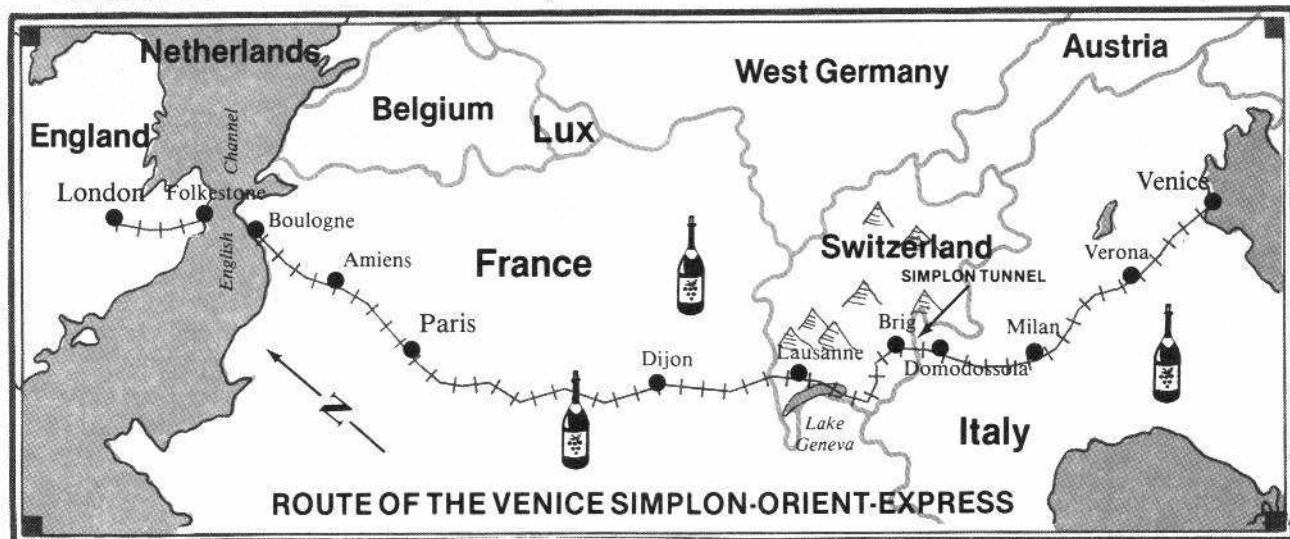 Netherlands
Austria
West Germany
Belgium
Lux
England
English Channel
London
Folkestone
Venice
Boulogne
Switzerland
France
Amiens
Verona
SIMPLON TUNNEL
Paris
Brig
Milan
Dijon
Lausanne
Domodossola
N
Lake
Geneva
Italy
ROUTE OF THE VENICE SIMPLON-ORIENT-EXPRESS